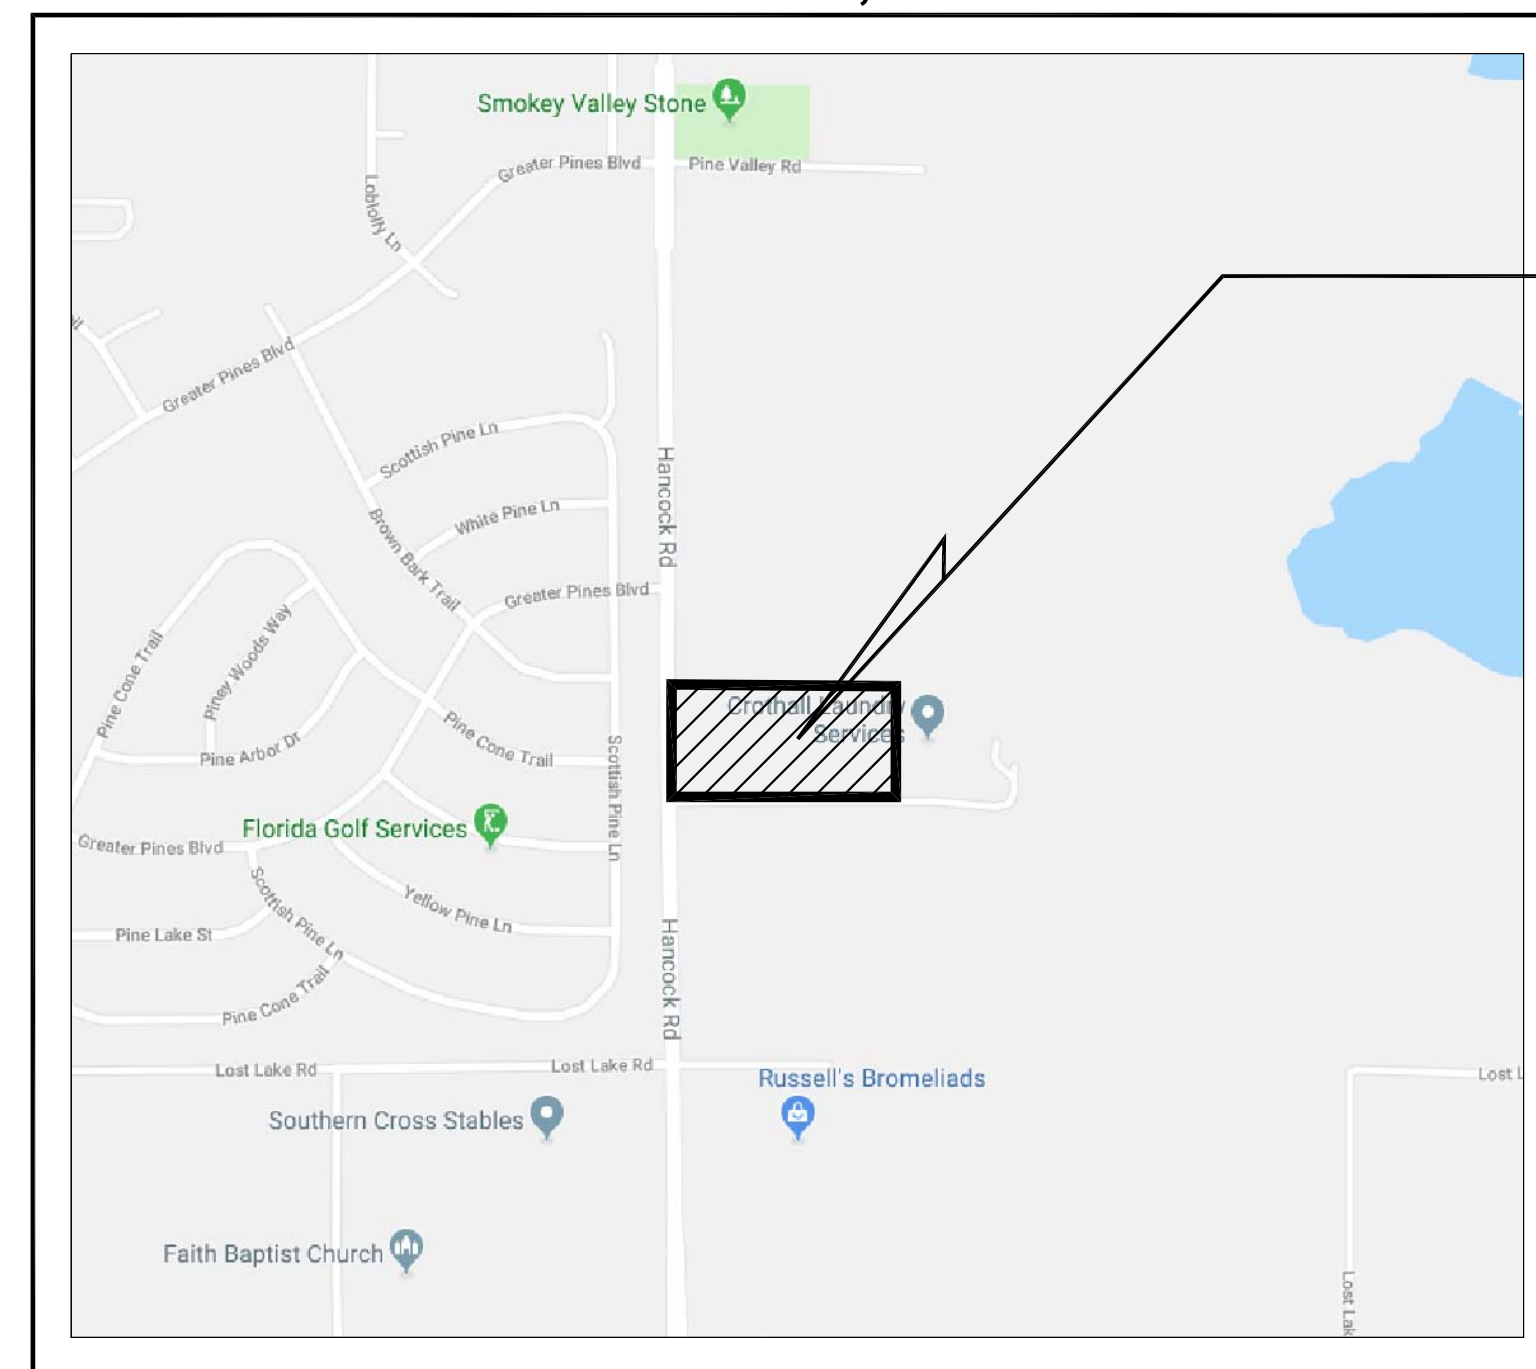 Smokey Valley Stone
Greater Pines Blvd
Pine Valley Rd
Loblolly Ln
Greater Pines Blvd
Scottish Pine Ln
Hancock Rd
White Pine Ln
Brown Bark Trail
Greater Pines Blvd
Pine Cone Trail
Piney Woods Way
Crothall Laundry
Services
Pine Cone Trail
Pine Arbor Dr
Scottish Pine Ln
Florida Golf Services
Greater Pines Blvd
Scottish Pine Ln
Yellow Pine Ln
Pine Lake St
Hancock Rd
Pine Cone Trail
Lost Lake Rd
Lost Lake Rd
Russell's Bromeliads
Lost L
Southern Cross Stables
Faith Baptist Church
Lost Lak